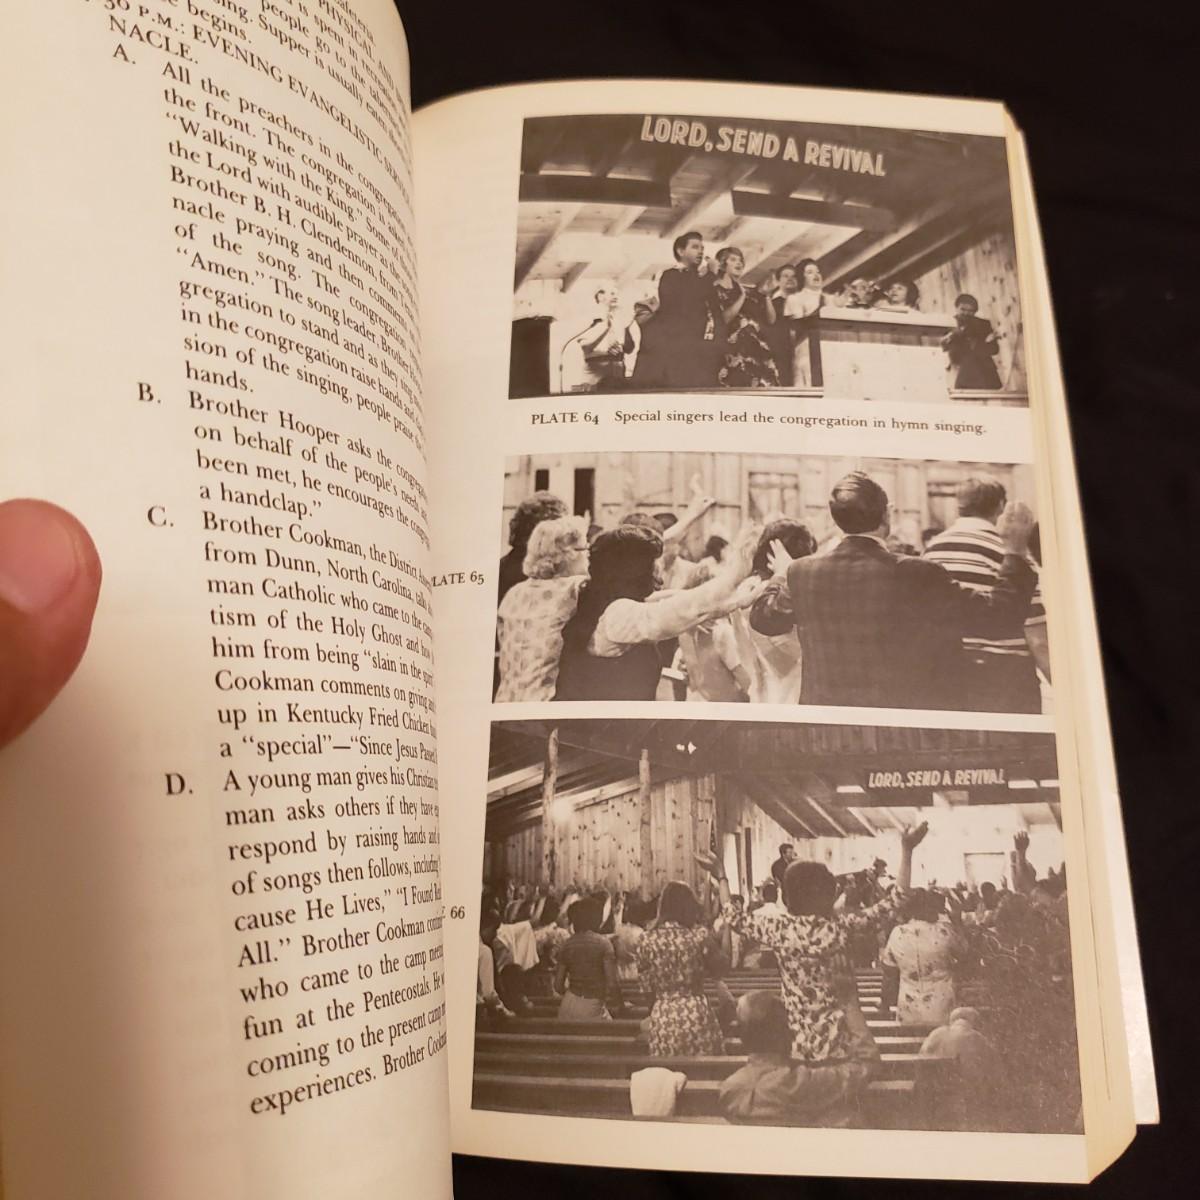 cafeteria
is spent in recreation
PHYSICAL AND
people go to the tabernacle
sing. Supper is usually eaten
begins.
P.M.: EVENING EVANGELISTIC
NACLE.
A. All the preachers in the congregation
the front. The congregation is asked
"Walking with the King." Some of
the Lord with audible prayer as the
Brother B. H. Clendennon, from
nacle praying and then comments
of the song. The congregation
"Amen." The song leader, Brother
gregation to stand and as they sing
in the congregation raise hands and
sion of the singing, people praise
hands.
B. Brother Hooper asks the
on behalf of the people's needs
been met, he encourages the
a handclap."
C. Brother Cookman, the District
from Dunn, North Carolina, talks
man Catholic who came to the
tism of the Holy Ghost and how
him from being "slain in the
Cookman comments on giving
up in Kentucky Fried Chicken
a "special"—"Since Jesus Passed
D. A young man gives his Christian
man asks others if they have
respond by raising hands
of songs then follows, including
cause He Lives," "I Found
All." Brother Cookman
who came to the camp
fun at the Pentecostals. He
coming to the present camp
experiences. Brother
LORD, SEND A REVIVAL
PLATE 64 Special singers lead the congregation in hymn singing.
LATE 65
LORD, SEND A REVIVAL
66